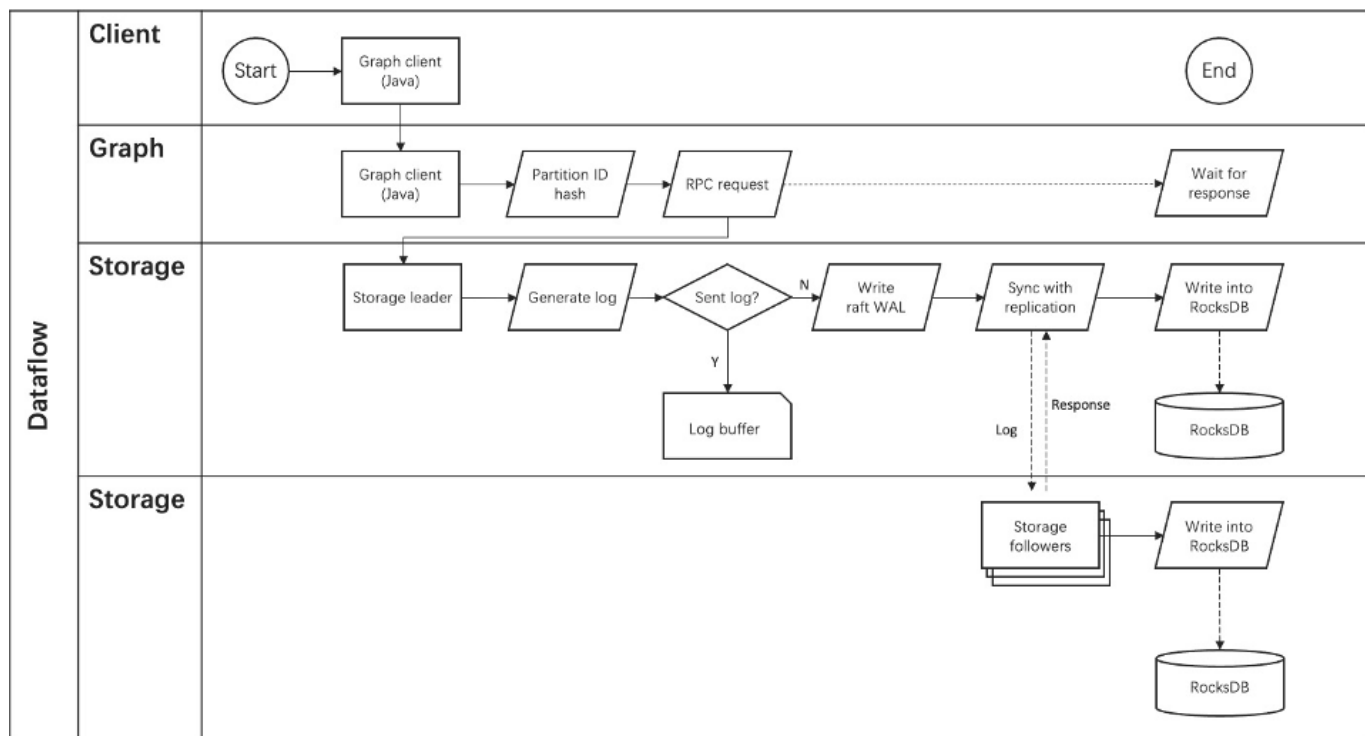 Dataflow
Client
Start
Graph client
(Java)
End
Graph
Graph client
(Java)
Partition ID
hash
RPC request
Wait for
response
Storage
Storage leader
Generate log
Sent log?
N
Write
raft WAL
Sync with
replication
Write into
RocksDB
Y
Log buffer
Log
Response
RocksDB
Storage
Storage
followers
Write into
RocksDB
RocksDB